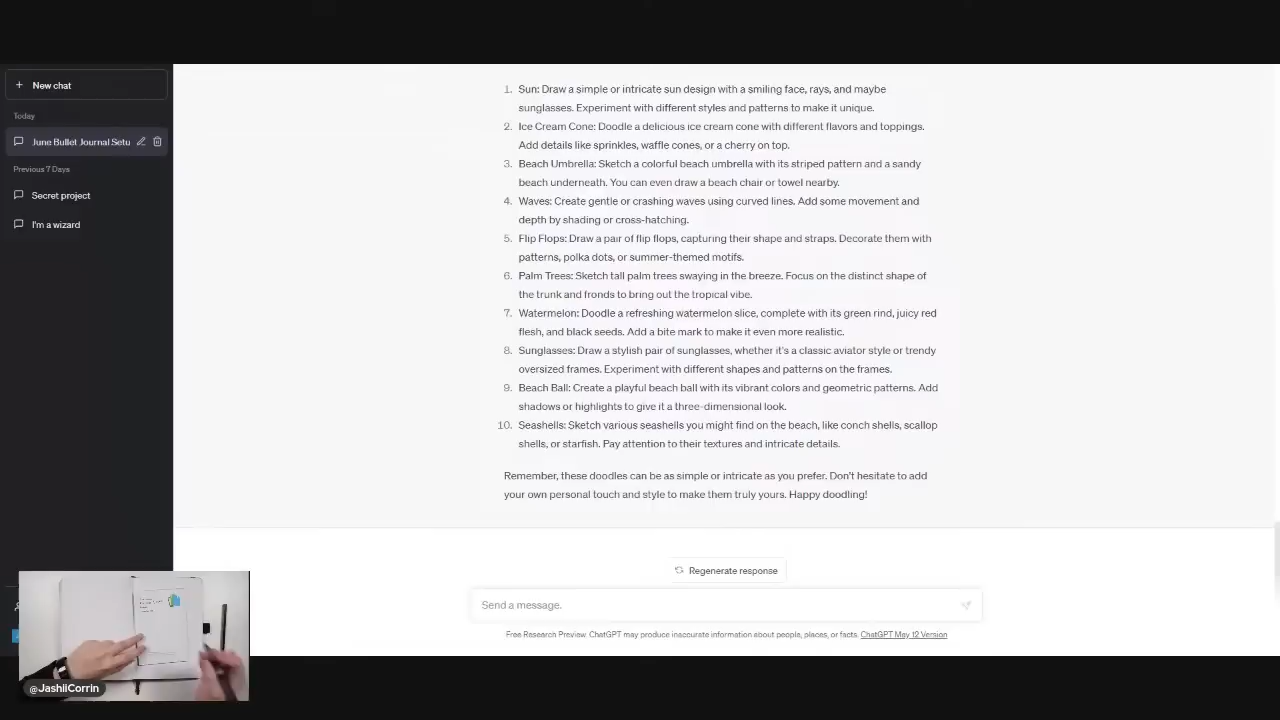 New chat
Today
June Bullet Journal Setu
Previous 7 Days
Secret project
I'm a wizard
1. Sun: Draw a simple or intricate sun design with a smiling face, rays, and maybe
sunglasses. Experiment with different styles and patterns to make it unique.
2. Ice Cream Cone: Doodle a delicious ice cream cone with different flavors and toppings.
Add details like sprinkles, waffle cones, or a cherry on top.
3. Beach Umbrella: Sketch a colorful beach umbrella with its striped pattern and a sandy
beach underneath. You can even draw a beach chair or towel nearby.
4. Waves: Create gentle or crashing waves using curved lines. Add some movement and
depth by shading or cross-hatching.
5. Flip Flops: Draw a pair of flip flops, capturing their shape and straps. Decorate them with
patterns, polka dots, or summer-themed motifs.
6. Palm Trees: Sketch tall palm trees swaying in the breeze. Focus on the distinct shape of
the trunk and fronds to bring out the tropical vibe.
7. Watermelon: Doodle a refreshing watermelon slice, complete with its green rind, juicy red
flesh, and black seeds. Add a bite mark to make it even more realistic.
8. Sunglasses: Draw a stylish pair of sunglasses, whether it's a classic aviator style or trendy
oversized frames. Experiment with different shapes and patterns on the frames.
9. Beach Ball: Create a playful beach ball with its vibrant colors and geometric patterns. Add
shadows or highlights to give it a three-dimensional look.
10. Seashells: Sketch various seashells you might find on the beach, like conch shells, scallop
shells, or starfish. Pay attention to their textures and intricate details.
Remember, these doodles can be as simple or intricate as you prefer. Don't hesitate to add
your own personal touch and style to make them truly yours. Happy doodling!
Regenerate response
Send a message.
Free Research Preview. ChatGPT may produce inaccurate information about people, places, or facts. ChatGPT May 12 Version
@JashiiCorrin